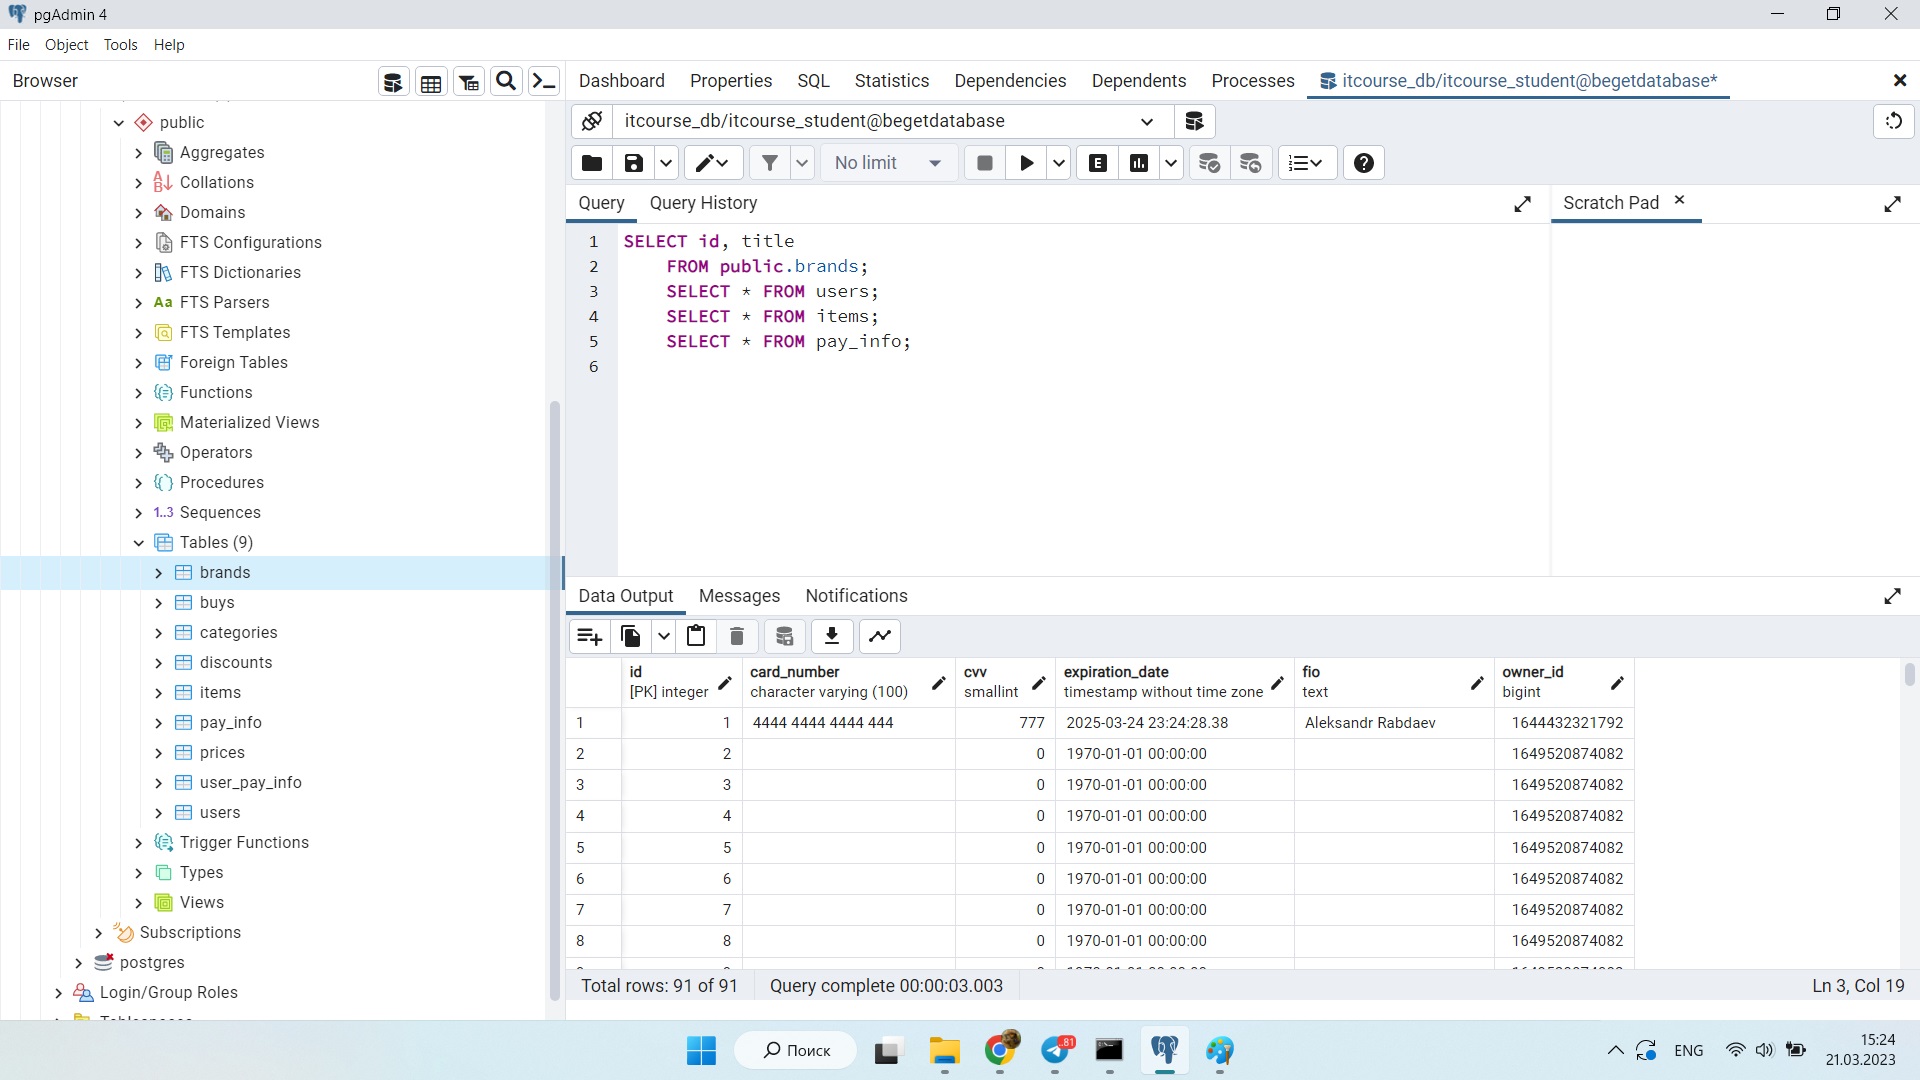 pgAdmin 4
File Object Tools Help
Browser
Dashboard Properties SQL Statistics Dependencies Dependents Processes itcourse_db/itcourse_student@begetdatabase*
public
Aggregates
Collations
Domains
FTS Configurations
FTS Dictionaries
Aa FTS Parsers
FTS Templates
Foreign Tables
Functions
Materialized Views
Operators
Procedures
1..3 Sequences
Tables (9)
brands
buys
categories
discounts
items
pay_info
prices
user_pay_info
users
Trigger Functions
Types
Views
Subscriptions
postgres
Login/Group Roles
itcourse_db/itcourse_student@begetdatabase
No limit
E
Query Query History
Scratch Pad
1 SELECT id, title
2 FROM public.brands;
3 SELECT * FROM users;
4 SELECT * FROM items;
5 SELECT * FROM pay_info;
6
Data Output Messages Notifications
id card_number cvv expiration_date fio owner_id
[PK] integer character varying (100) smallint timestamp without time zone text bigint
1 1 4444 4444 4444 444 777 2025-03-24 23:24:28.38 Aleksandr Rabdaev 1644432321792
2 2 0 1970-01-01 00:00:00 1649520874082
3 3 0 1970-01-01 00:00:00 1649520874082
4 4 0 1970-01-01 00:00:00 1649520874082
5 5 0 1970-01-01 00:00:00 1649520874082
6 6 0 1970-01-01 00:00:00 1649520874082
7 7 0 1970-01-01 00:00:00 1649520874082
8 8 0 1970-01-01 00:00:00 1649520874082
Total rows: 91 of 91 Query complete 00:00:03.003 Ln 3, Col 19
Поиск
81
ENG
15:24
21.03.2023